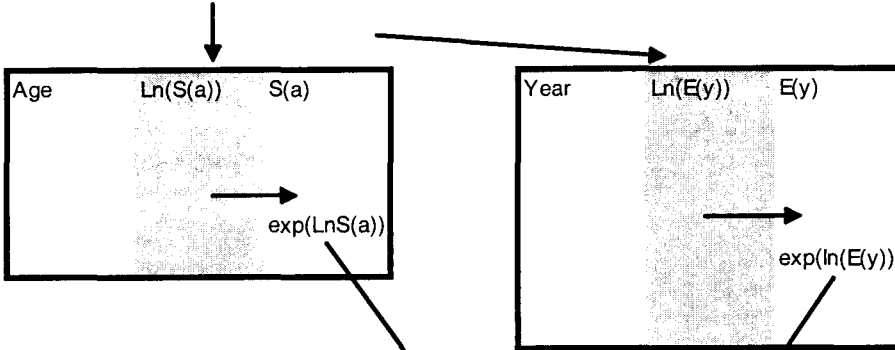 Age Ln(S(a)) S(a)
exp(LnS(a))
Year Ln(E(y)) E(y)
exp(ln(E(y))